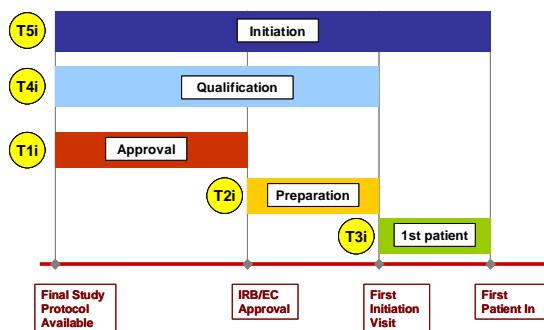 T5i
Initiation
T4i
Qualification
T1i
Approval
T2i
Preparation
T3i
1st patient
Final Study
Protocol
Available
IRB/EC
Approval
First
Initiation
Visit
First
Patient In